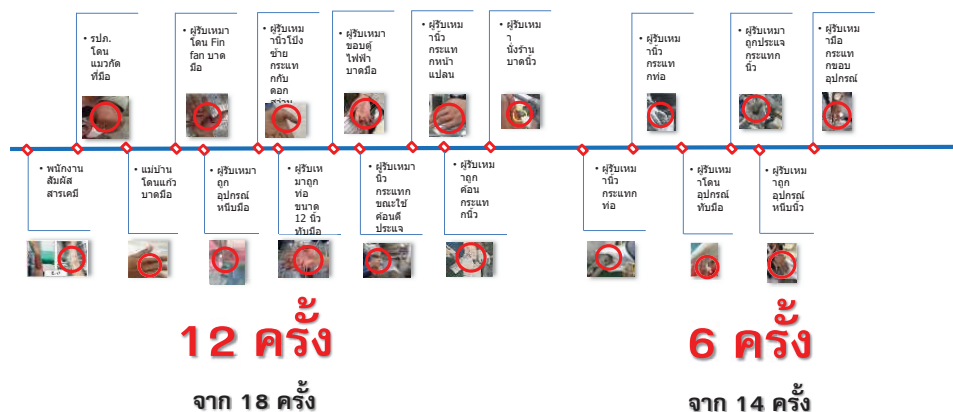 • รปภ.
โดน
แมวกัด
ที่มือ
• ผู้รับเหมา
โดน Fin
fan บาด
มือ
• ผู้รับเหม
านิ้วโป้ง
ซ้าย
กระแท
กกับ
ดอก
สว่าน
• ผู้รับเหมา
ขอบตู้
ไฟฟ้า
บาดมือ
• ผู้รับเหม
านิ้ว
กระแท
กหน้า
แปลน
• ผู้รับเหม
า
นั่งร้าน
บาดนิ้ว
• ผู้รับเหม
านิ้ว
กระแท
กท่อ
• ผู้รับเหมา
ถูกประแจ
กระแทก
นิ้ว
• ผู้รับเหม
ามือ
กระแท
กขอบ
อุปกรณ์
• พนักงาน
สัมผัส
สารเคมี
• แม่บ้าน
โดนแก้ว
บาดมือ
• ผู้รับเหมา
ถูก
อุปกรณ์
หนีบมือ
• ผู้รับเห
มาถูก
ท่อ
ขนาด
12 นิ้ว
ทับมือ
• ผู้รับเหมา
นิ้ว
กระแทก
ขณะใช้
ค้อนตี
ประแจ
• ผู้รับเหม
าถูก
ค้อน
กระแท
กนิ้ว
• ผู้รับเหม
านิ้ว
กระแทก
ท่อ
• ผู้รับเห
มาโดน
อุปกรณ์
ทับมือ
• ผู้รับเหม
าถูก
อุปกรณ์
หนีบนิ้ว
12 ครั้ง
จาก 18 ครั้ง
6 ครั้ง
จาก 14 ครั้ง